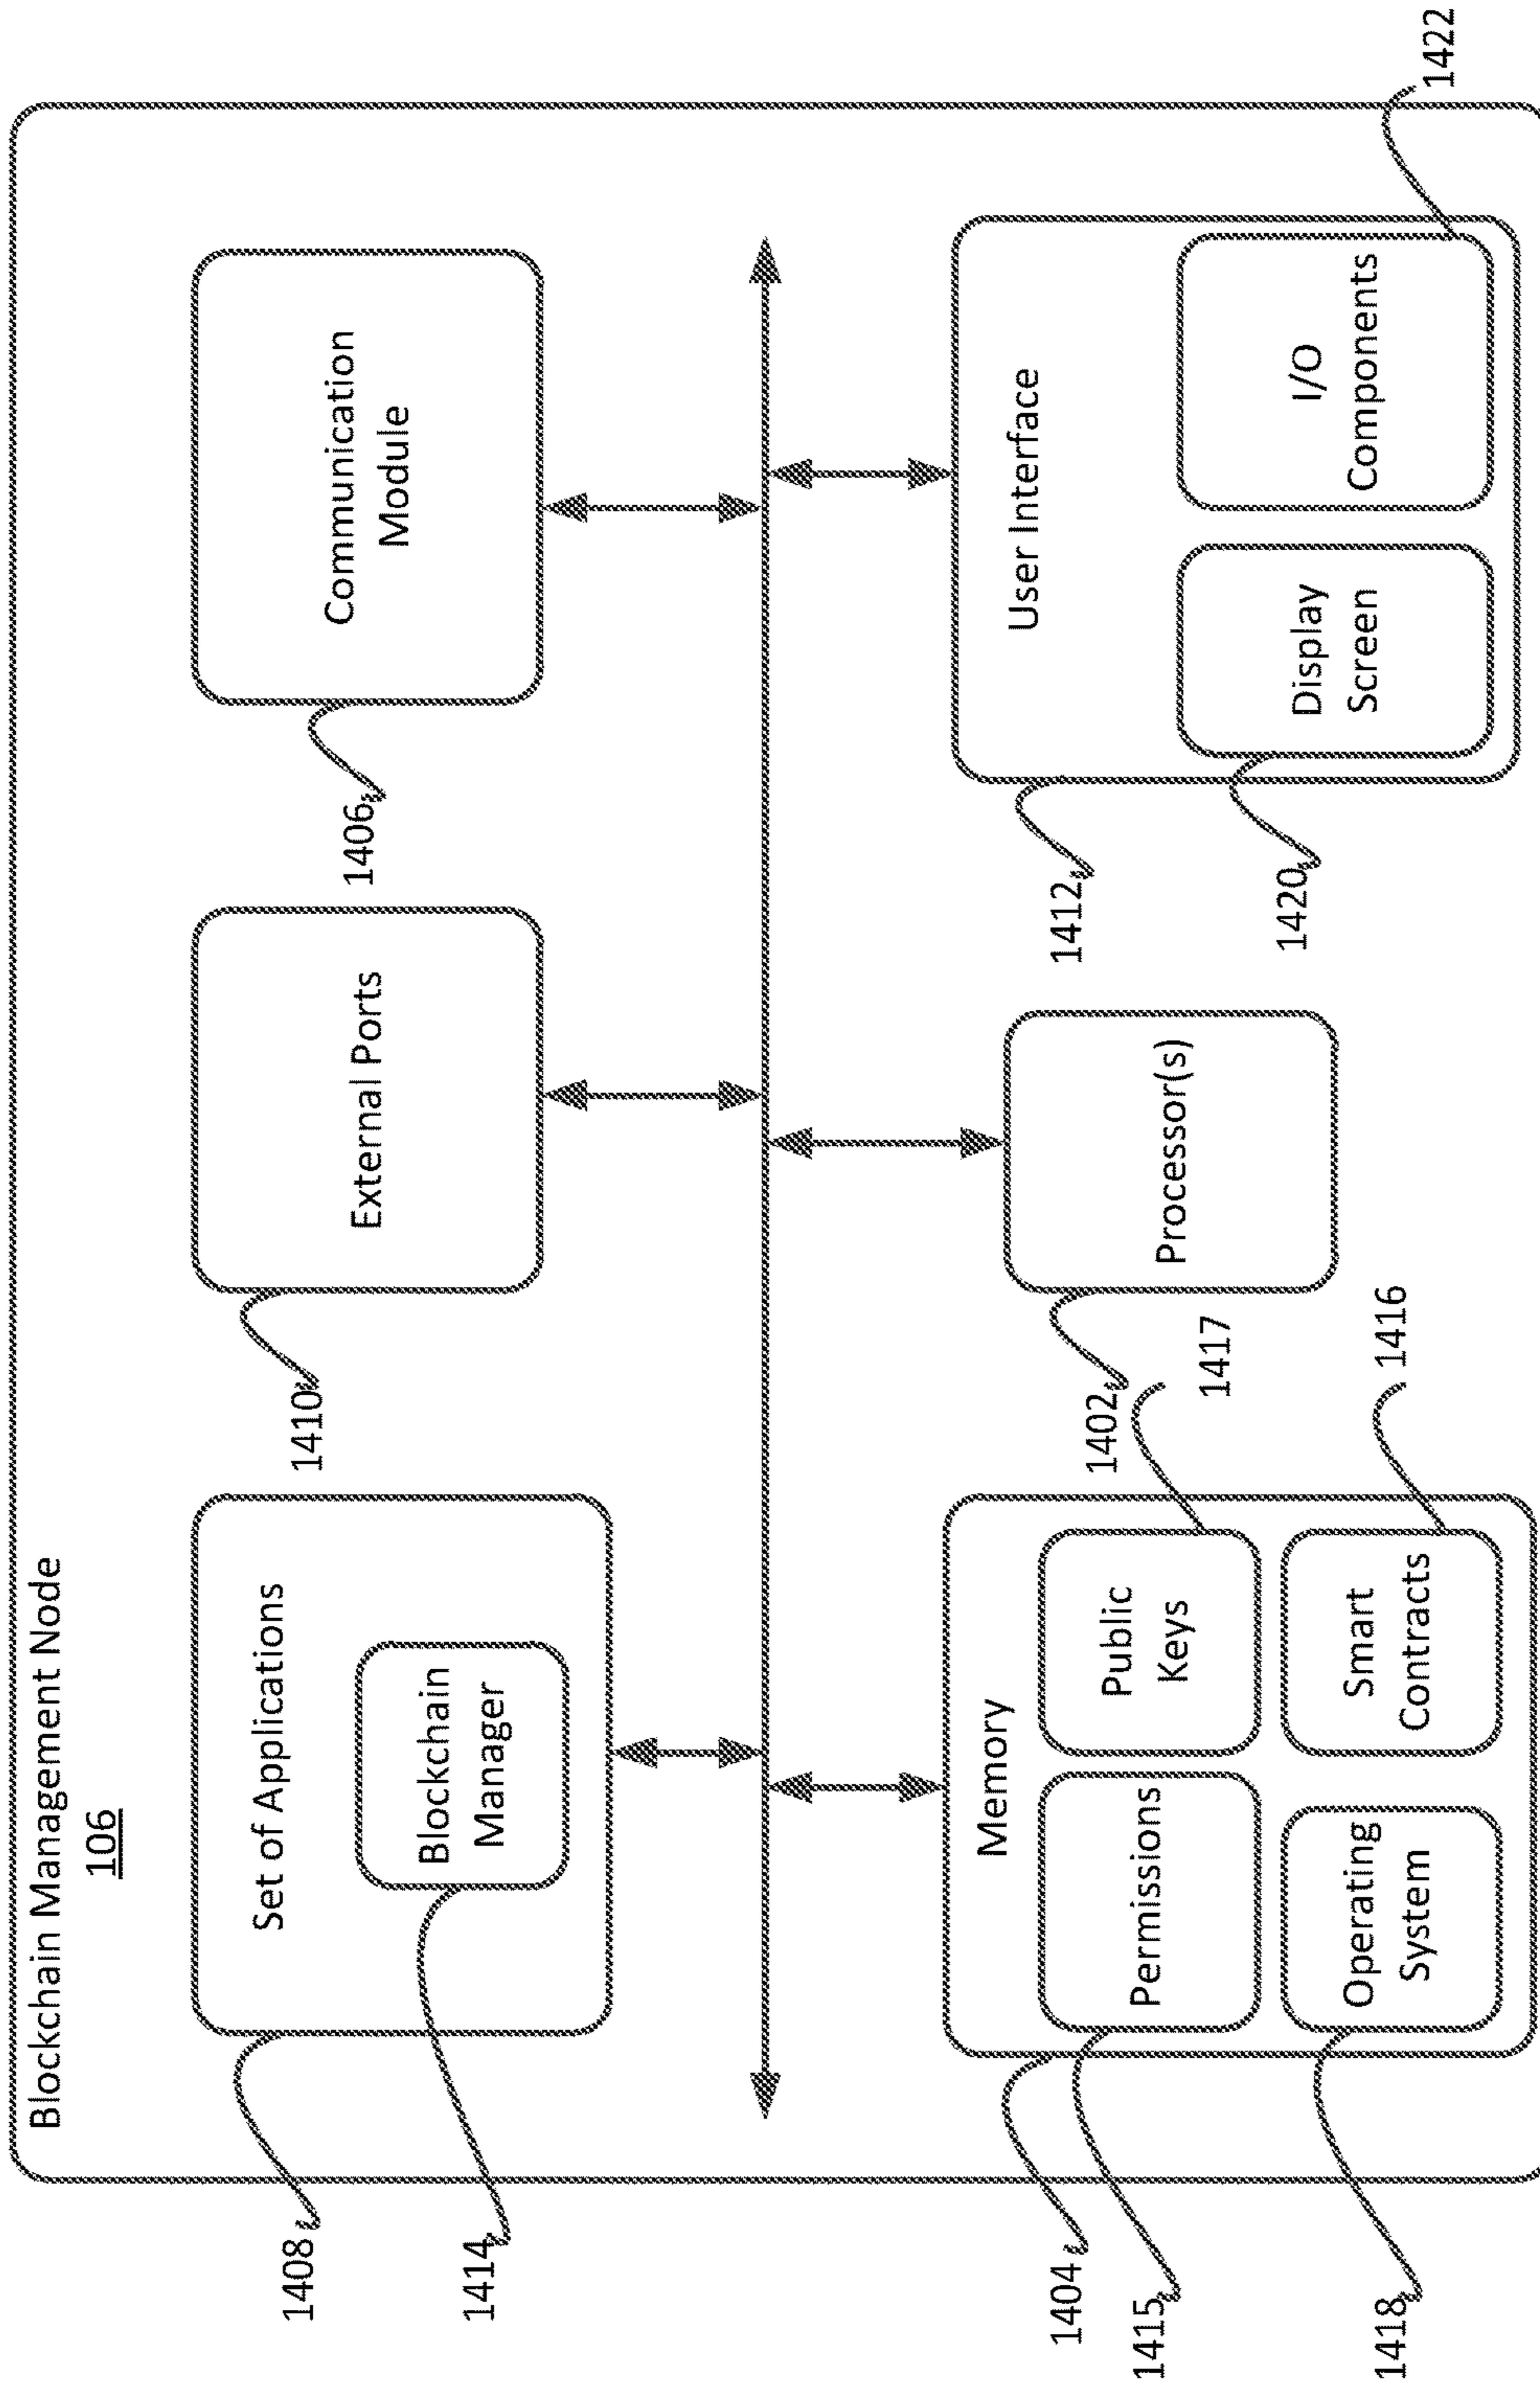 Blockchain Management Node
106
1408
Set of Applications
1414
Blockchain
Manager
1410
External Ports
1406
Communication
Module
1404
Memory
1415
Permissions
Public
Keys
1417
1418
Operating
System
Smart
Contracts
1416
1402
Processor(s)
1412
User Interface
1420
Display
Screen
I/O
Components
1422